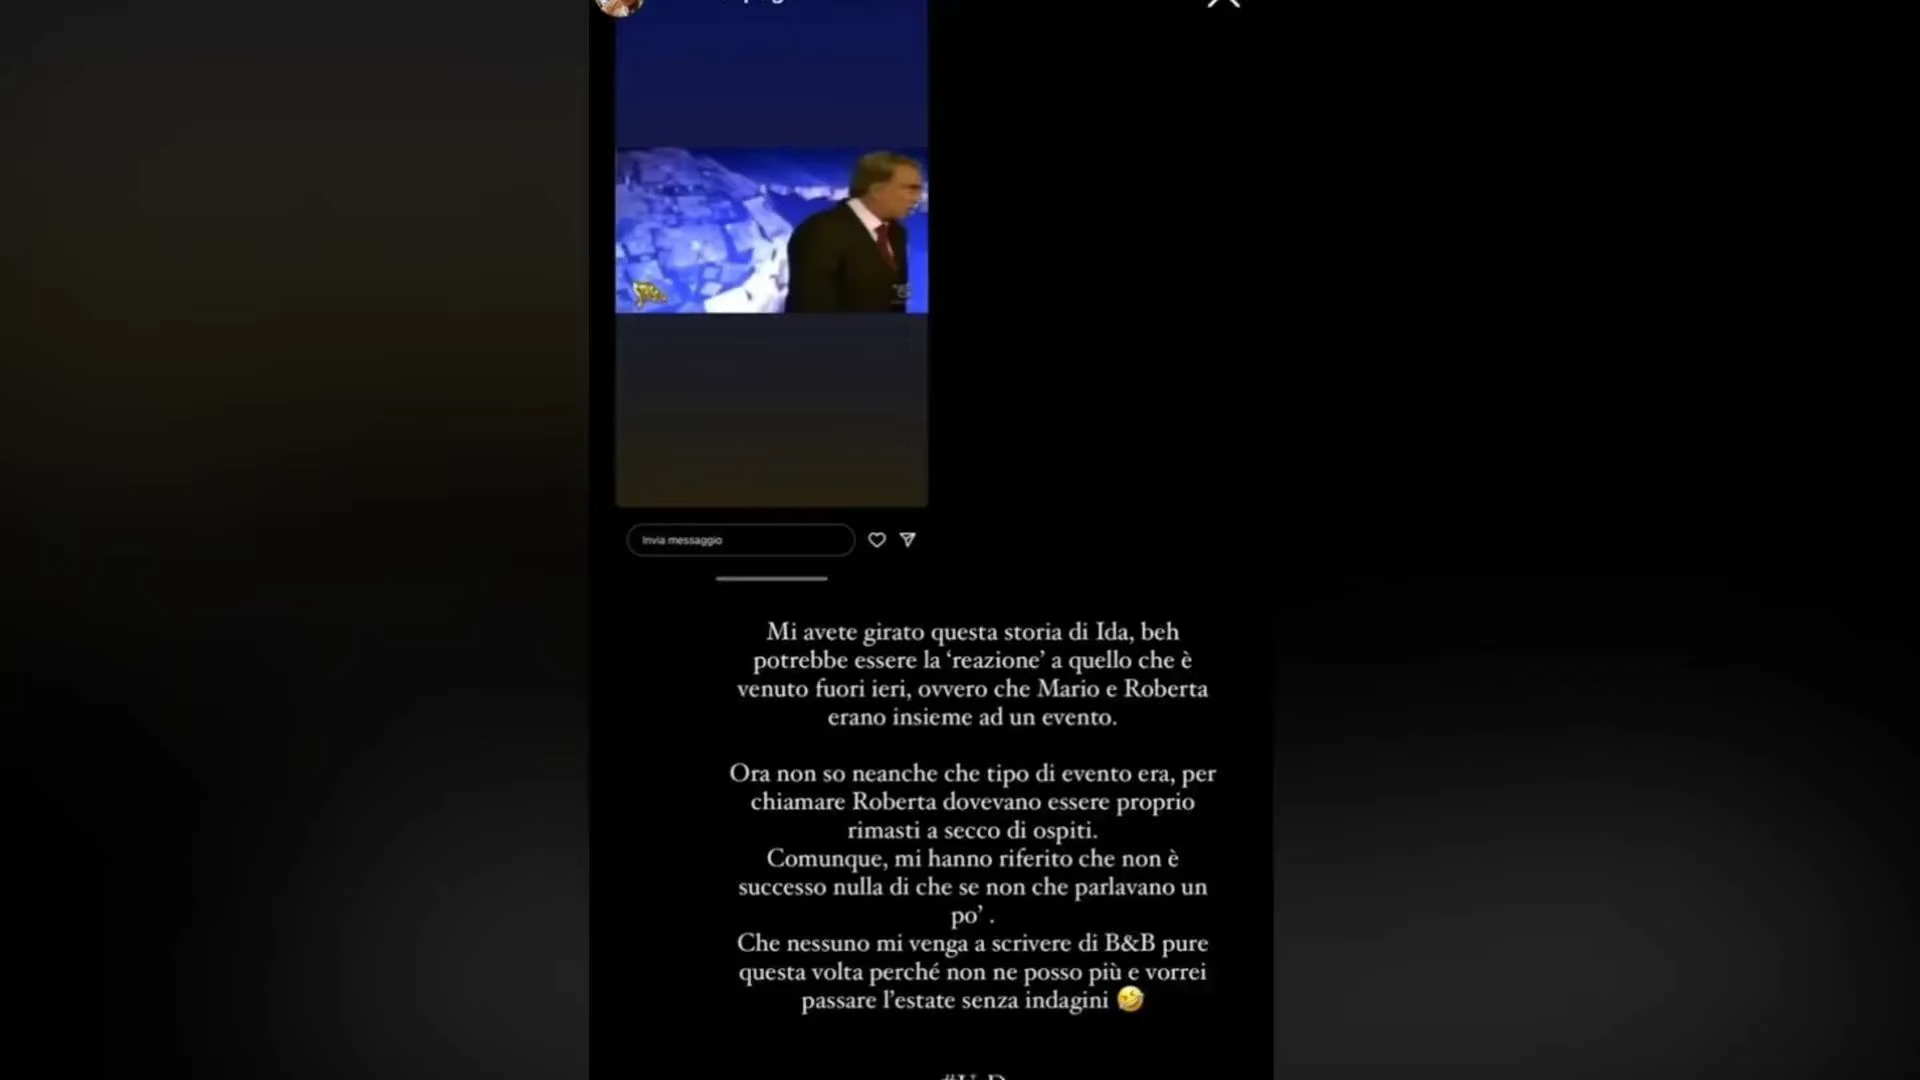 Invia messaggio
Mi avete girato questa storia di Ida, beh
potrebbe essere la ‘reazione’ a quello che è
venuto fuori ieri, ovvero che Mario e Roberta
erano insieme ad un evento.
Ora non so neanche che tipo di evento era, per
chiamare Roberta dovevano essere proprio
rimasti a secco di ospiti.
Comunque, mi hanno riferito che non è
successo nulla di che se non che parlavano un
po’ .
Che nessuno mi venga a scrivere di B&B pure
questa volta perché non ne posso più e vorrei
passare l’estate senza indagini 🤣